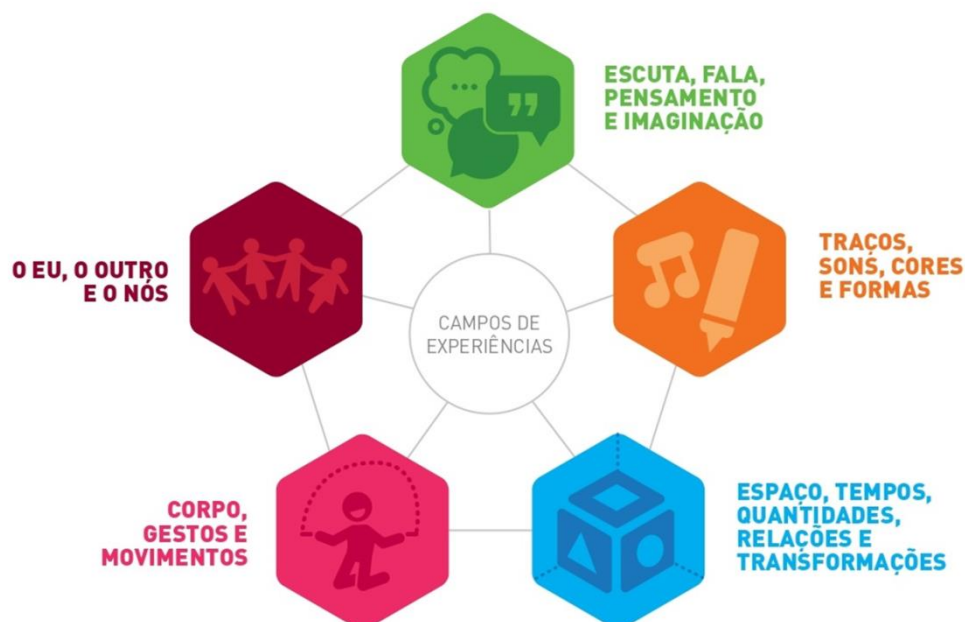 ESCUTA, FALA,
PENSAMENTO
E IMAGINAÇÃO
O EU, O OUTRO
E O NÓS
TRAÇOS,
SONS, CORES
E FORMAS
CAMPOS DE
EXPERIÊNCIAS
CORPO,
GESTOS E
MOVIMENTOS
ESPAÇO, TEMPOS,
QUANTIDADES,
RELAÇÕES E
TRANSFORMAÇÕES